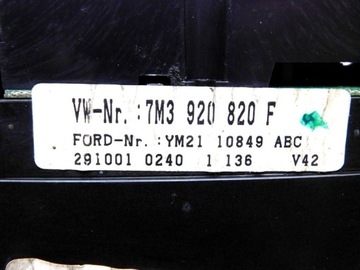 VW-Nr.:7M3 920 820 F
FORD-Nr.:YM21 10849 ABC
291001 0240 1 136 V42